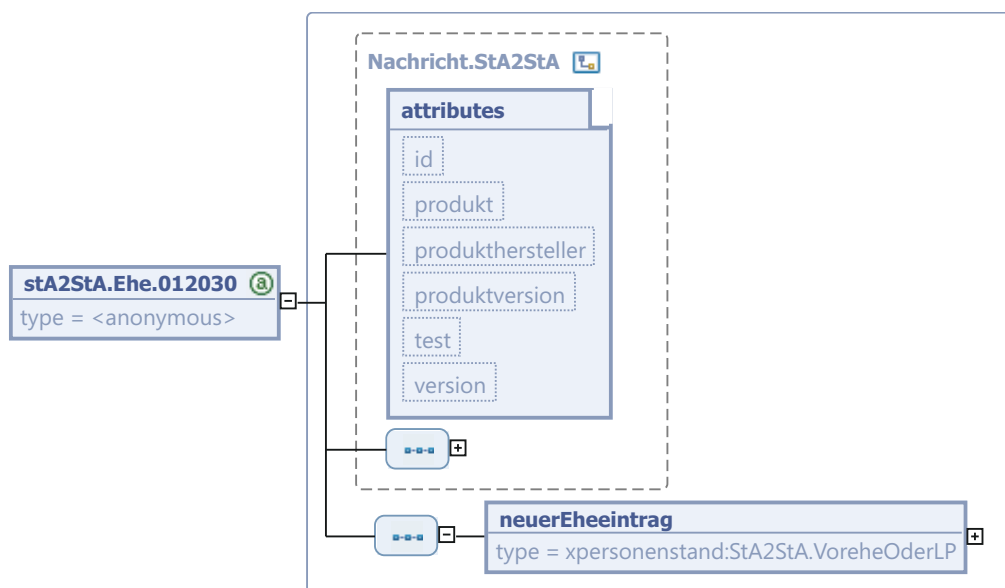 Nachricht.StA2StA
attributes
id
produkt
produkthersteller
produktversion
test
version
stA2StA.Ehe.012030 a
type = <anonymous>
neuerEheeintrag
type = xpersonenstand:StA2StA.VoreheOderLP